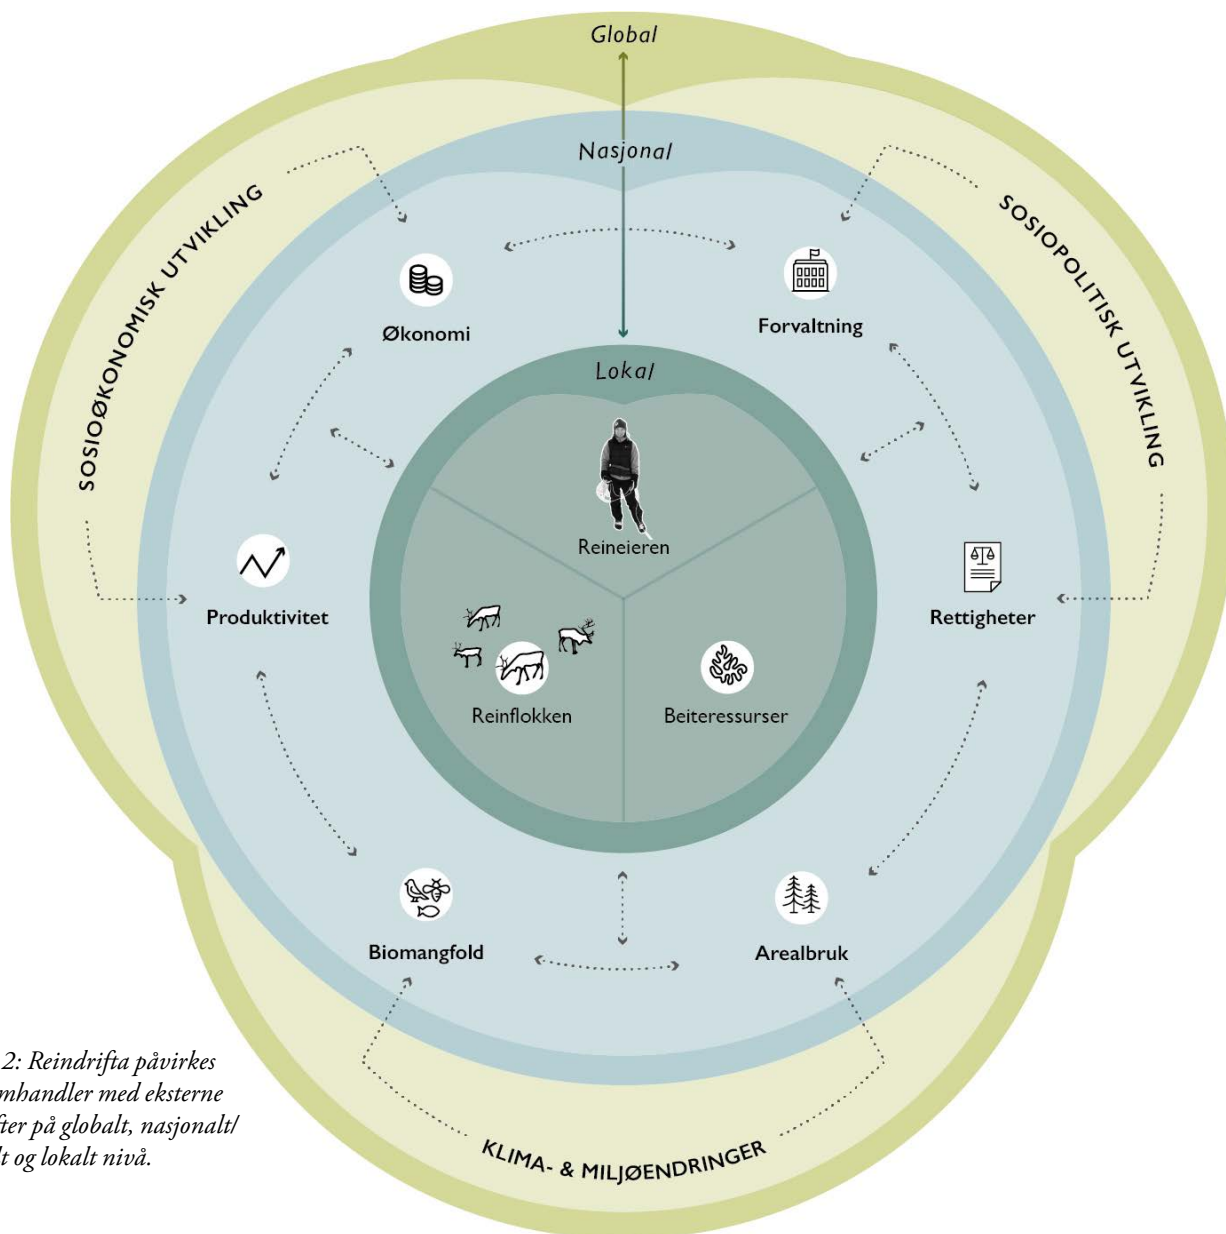 Global
Nasjonal
SOSIOØKONOMISK UTVIKLING
SOSIOPOLITISK UTVIKLING
Økonomi
Forvaltning
Lokal
Reineieren
Produktivitet
Rettigheter
Reinflokken
Beiteressurser
Biomangfold
Arealbruk
KLIMA- & MILJØENDRINGER
2: Reindrifta påvirkes
mhandler med eksterne
fter på globalt, nasjonalt/
lt og lokalt nivå.